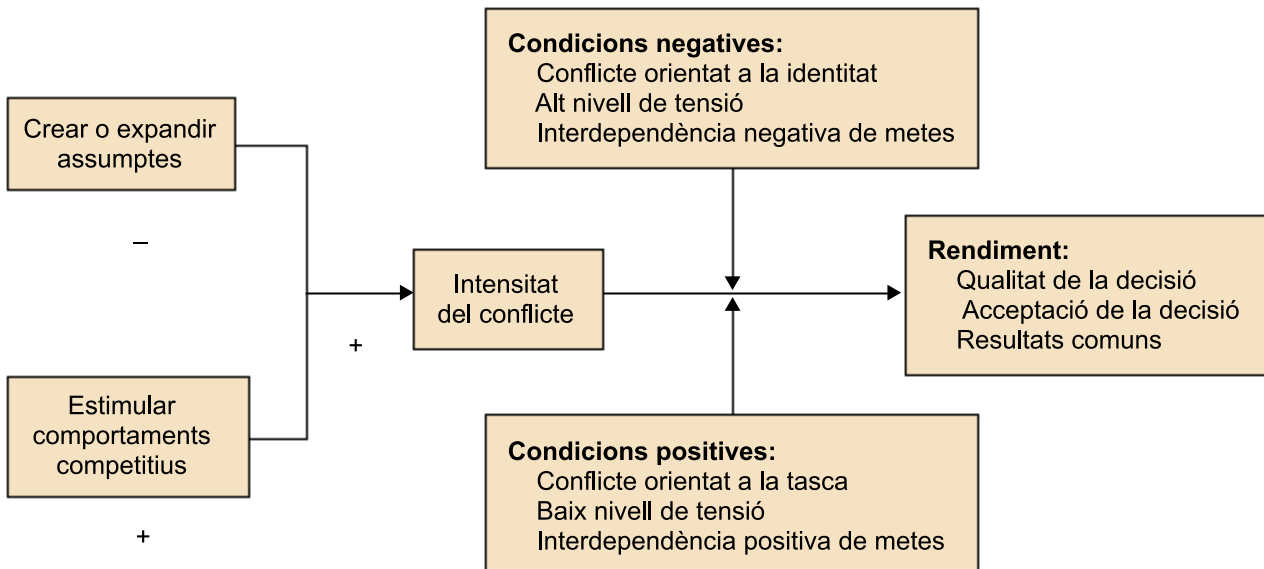 Condicions negatives:
Conflicte orientat a la identitat
Alt nivell de tensió
Interdependència negativa de metes
Crear o expandir
assumptes
–
Intensitat
del conflicte
+
Rendiment:
Qualitat de la decisió
Acceptació de la decisió
Resultats comuns
Estimular
comportaments
competitius
+
Condicions positives:
Conflicte orientat a la tasca
Baix nivell de tensió
Interdependència positiva de metes